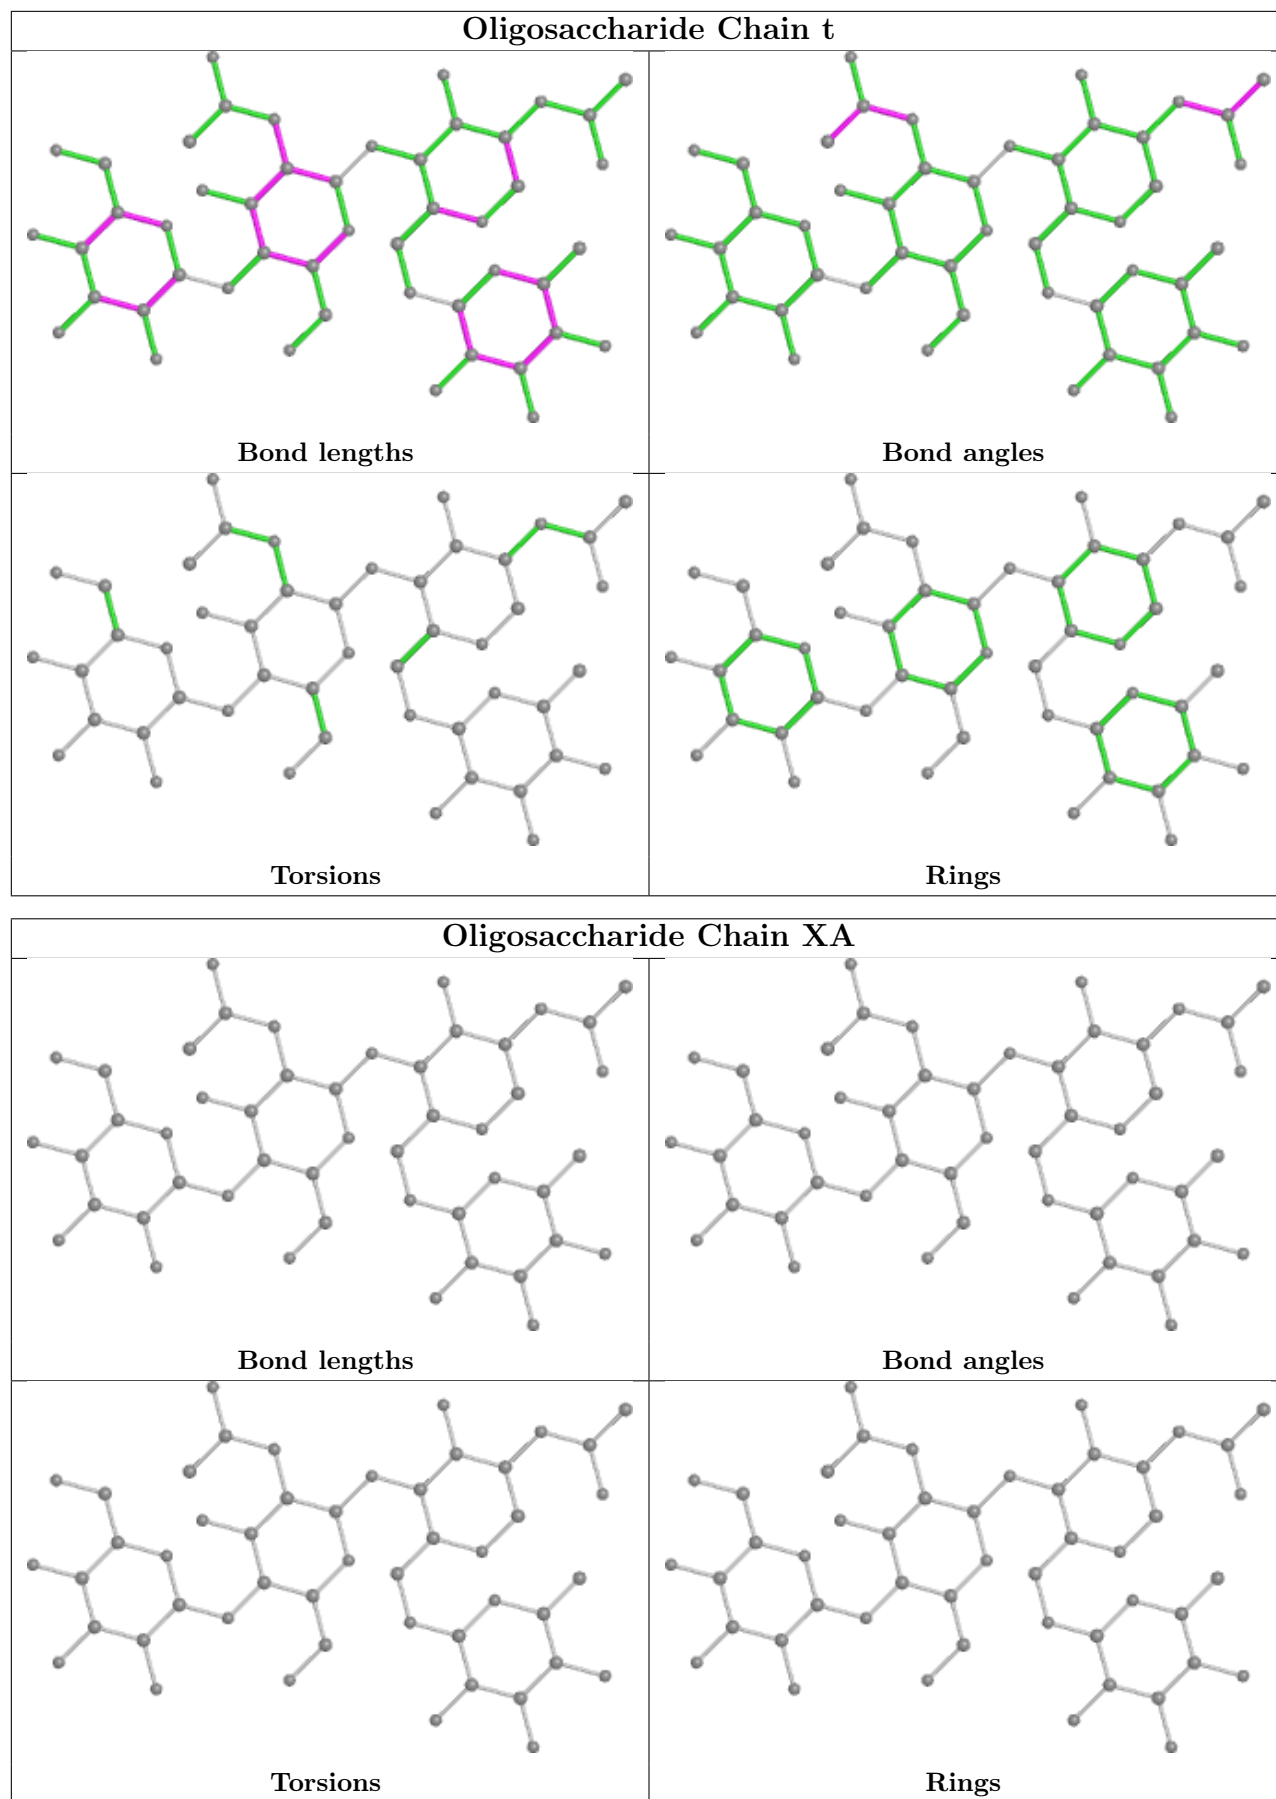 Oligosaccharide Chain t
Bond lengths
Bond angles
Torsions
Rings
Oligosaccharide Chain XA
Bond lengths
Bond angles
Torsions
Rings